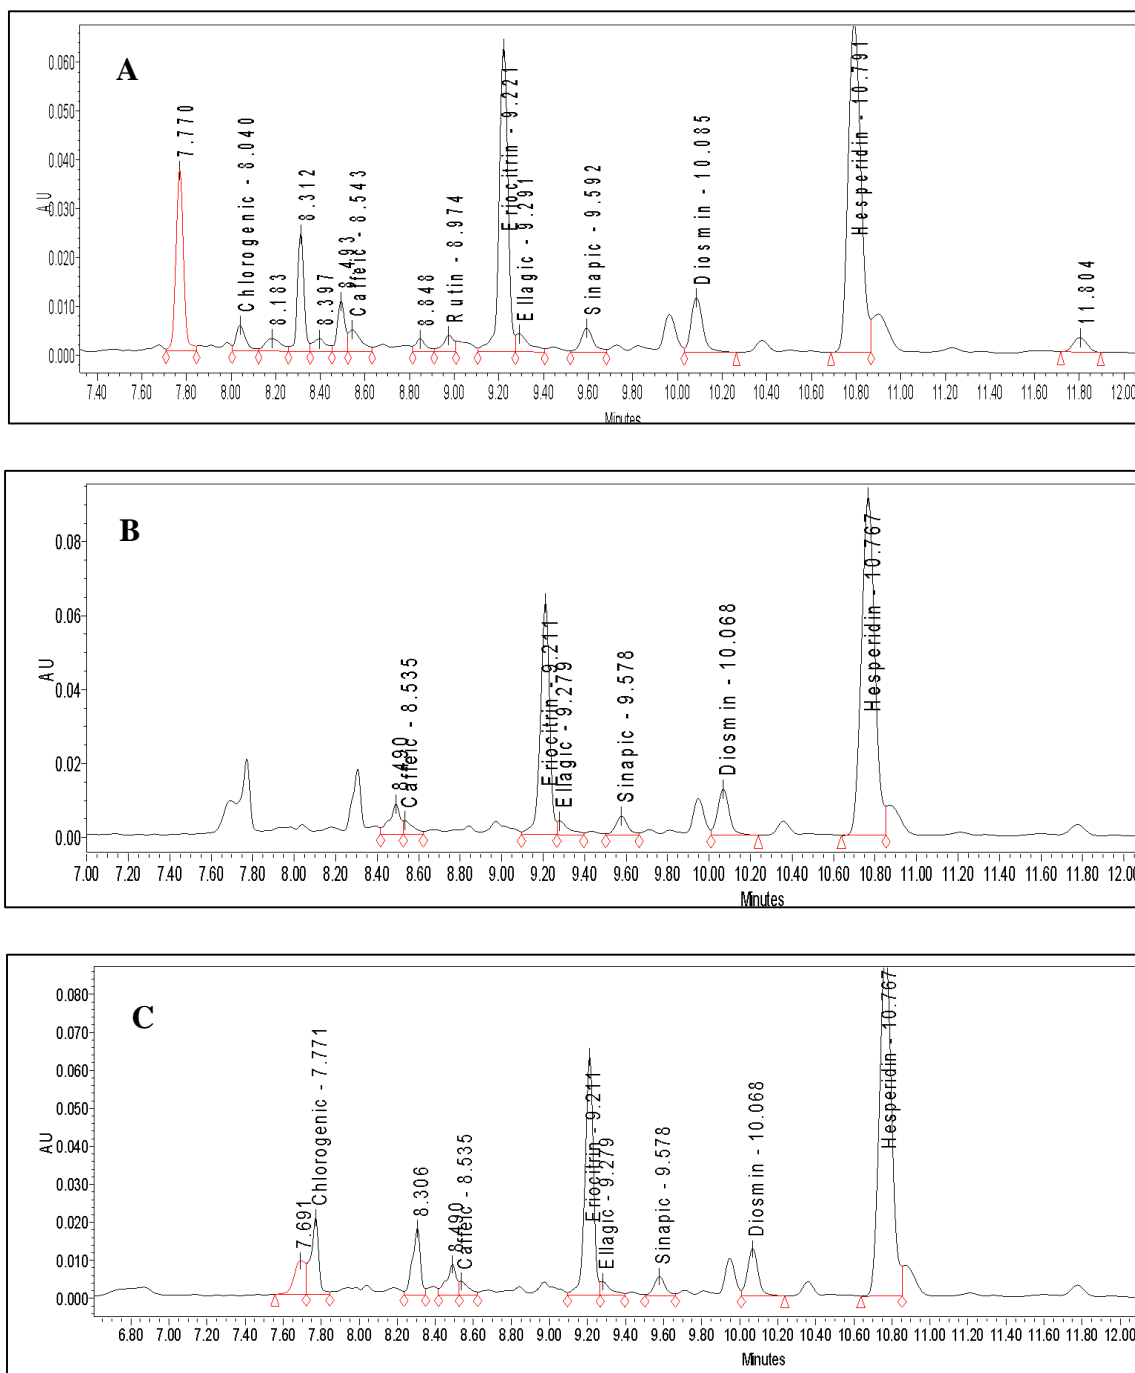 A
AU
0.060
0.050
0.040
0.030
0.020
0.010
0.000
7.770
Chlorogenic - 8.040
8.183
8.312
8.397
8.493
Caffeic - 8.543
8.848
Rutin - 8.974
Eriocitrin - 9.221
Ellagic - 9.291
Sinapic - 9.592
Diosmin - 10.085
Hesperidin - 10.791
11.804
7.40 7.60 7.80 8.00 8.20 8.40 8.60 8.80 9.00 9.20 9.40 9.60 9.80 10.00 10.20 10.40 10.60 10.80 11.00 11.20 11.40 11.60 11.80 12.00
Minutes
B
AU
0.08
0.06
0.04
0.02
0.00
8.490
Caffeic - 8.535
Eriocitrin - 9.211
Ellagic - 9.279
Sinapic - 9.578
Diosmin - 10.068
Hesperidin - 10.767
7.00 7.20 7.40 7.60 7.80 8.00 8.20 8.40 8.60 8.80 9.00 9.20 9.40 9.60 9.80 10.00 10.20 10.40 10.60 10.80 11.00 11.20 11.40 11.60 11.80 12.00
Minutes
C
AU
0.080
0.070
0.060
0.050
0.040
0.030
0.020
0.010
0.000
7.691
Chlorogenic - 7.771
8.306
8.490
Caffeic - 8.535
Eriocitrin - 9.211
Ellagic - 9.279
Sinapic - 9.578
Diosmin - 10.068
Hesperidin - 10.767
6.80 7.00 7.20 7.40 7.60 7.80 8.00 8.20 8.40 8.60 8.80 9.00 9.20 9.40 9.60 9.80 10.00 10.20 10.40 10.60 10.80 11.00 11.20 11.40 11.60 11.80 12.00
Minutes